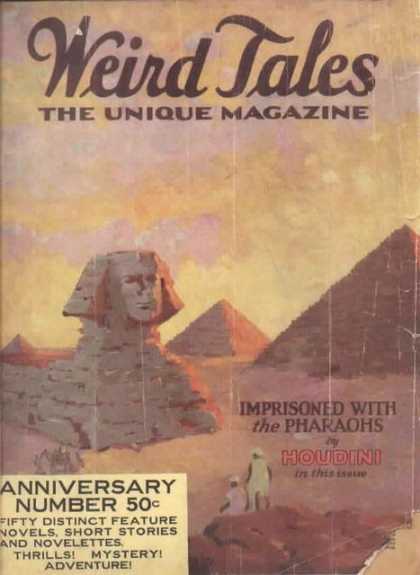 Weird Tales
THE UNIQUE MAGAZINE
IMPRISONED WITH
the PHARAOHS
by
HOUDINI
in this issue
ANNIVERSARY
NUMBER 50c
FIFTY DISTINCT FEATURE
NOVELS, SHORT STORIES
AND NOVELETTES.
THRILLS! MYSTERY!
ADVENTURE!